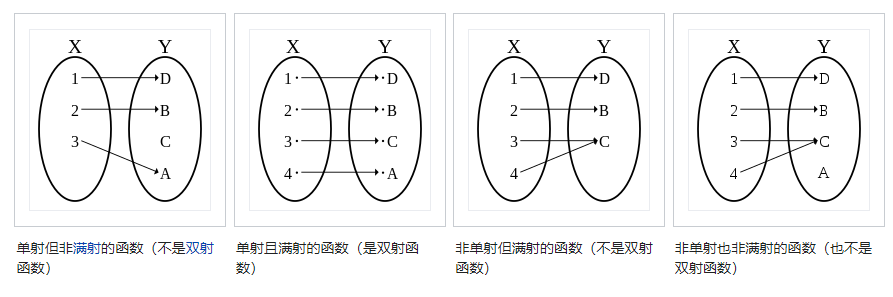 X Y
1 D
2 B
3 C
A
单射但非满射的函数（不是双射
函数）
X Y
1 D
2 B
3 C
4 A
单射且满射的函数（是双射函
数）
X Y
1 D
2 B
3 C
4
非单射但满射的函数（不是双射
函数）
X Y
1 D
2 B
3 C
4 A
非单射也非满射的函数（也不是
双射函数）